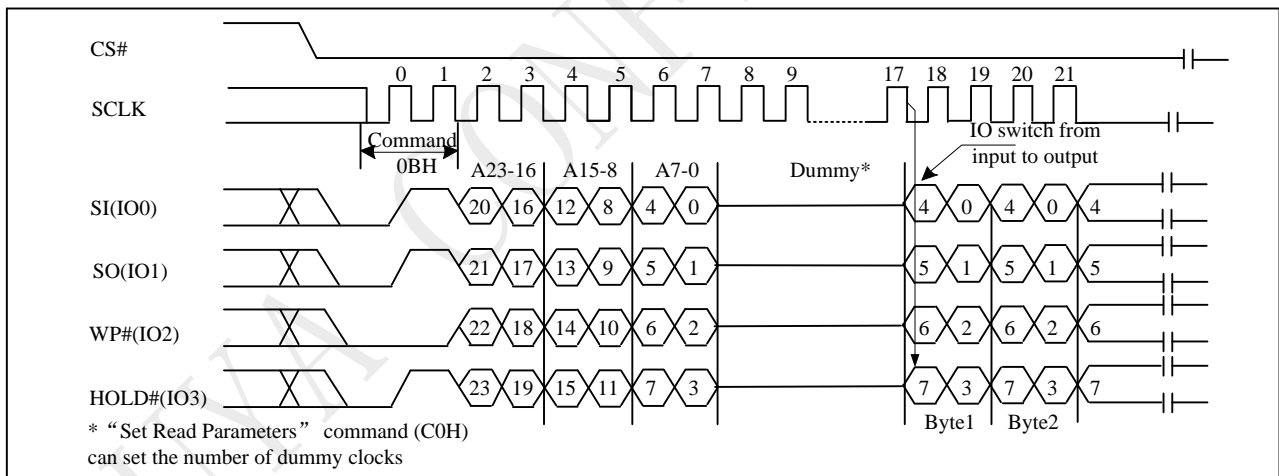 CS#
0 1 2 3 4 5 6 7 8 9 17 18 19 20 21
SCLK
Command
0BH
IO switch from
input to output
A23-16 A15-8 A7-0 Dummy*
SI(IO0) 20 16 12 8 4 0 4 0 4 0 4
SO(IO1) 21 17 13 9 5 1 5 1 5 1 5
WP#(IO2) 22 18 14 10 6 2 6 2 6 2 6
HOLD#(IO3) 23 19 15 11 7 3 7 3 7 3 7
Byte1 Byte2
* “Set Read Parameters” command (C0H)
can set the number of dummy clocks